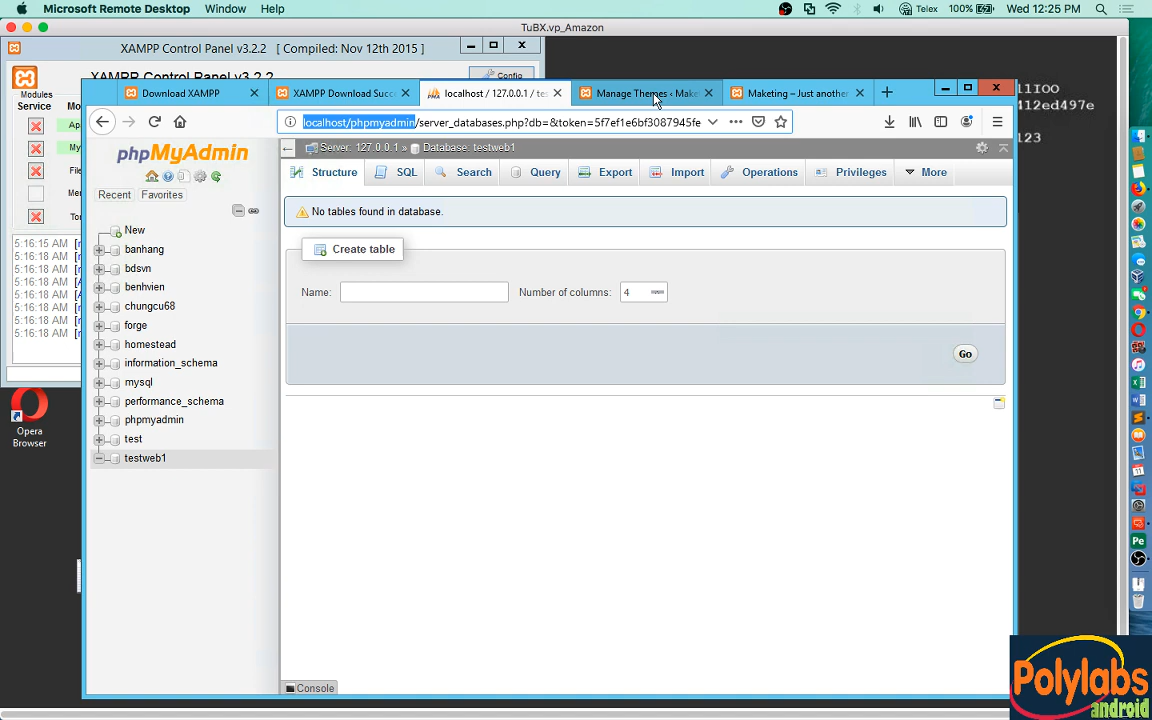 Microsoft Remote Desktop Window Help
Telex 100% Wed 12:25 PM
TuBX.vp_Amazon
XAMPP Control Panel v3.2.2 [ Compiled: Nov 12th 2015 ]
XAMPP Control Panel v3.2.2
Config
Modules
Service
5:16:15 AM
5:16:18 AM
5:16:18 AM
5:16:18 AM
5:16:18 AM
5:16:18 AM
5:16:18 AM
5:16:18 AM
412ed497e
123
Opera
Browser
Download XAMPP
XAMPP Download Succ
localhost / 127.0.0.1 / te
Manage Themes ‹ Make
Maketing – Just another
localhost/phpmyadmin/server_databases.php?db=&token=5f7ef1e6bf3087945fe
phpMyAdmin
Recent Favorites
New
banhang
bdsvn
benhvien
chungcu68
forge
homestead
information_schema
mysql
performance_schema
phpmyadmin
test
testweb1
Server: 127.0.0.1 » Database: testweb1
Structure SQL Search Query Export Import Operations Privileges More
No tables found in database.
Create table
Name: Number of columns: 4
Go
Console
Polylabs
android